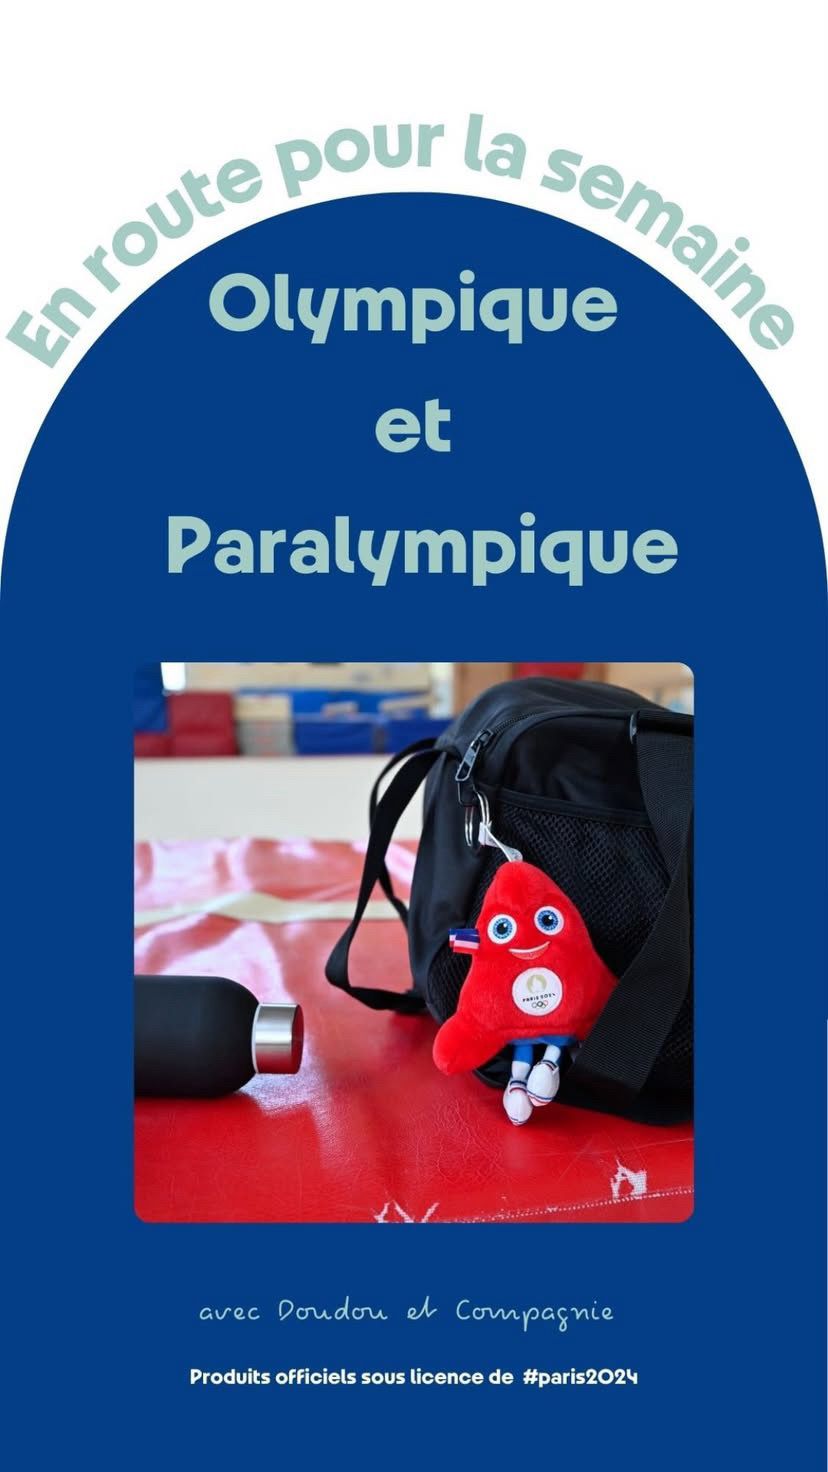 En route pour la semaine
Olympique
et
Paralympique
PARIS 2024
avec Doudou et Compagnie
Produits officiels sous licence de #paris2024